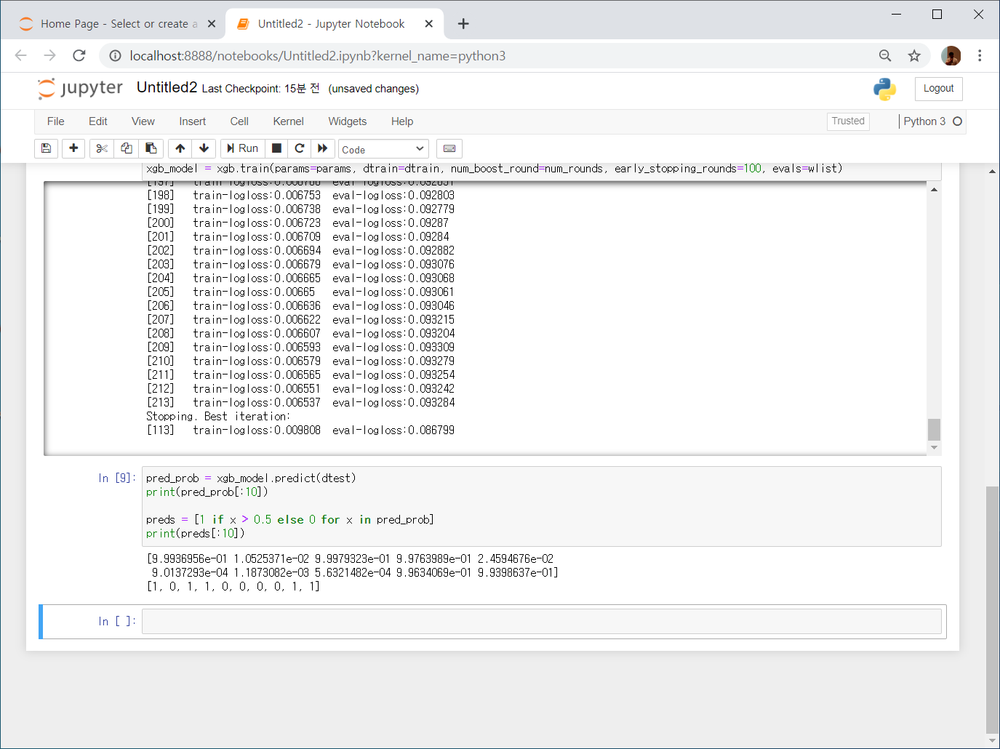 Home Page - Select or create a
Untitled2 - Jupyter Notebook
localhost:8888/notebooks/Untitled2.ipynb?kernel_name=python3
jupyter Untitled2 Last Checkpoint: 15분 전 (unsaved changes)
Logout
File Edit View Insert Cell Kernel Widgets Help
Trusted
Python 3
Run
Code
xgb_model = xgb.train(params=params, dtrain=dtrain, num_boost_round=num_rounds, early_stopping_rounds=100, evals=wlist)
[198] train-logloss:0.006753 eval-logloss:0.092803
[199] train-logloss:0.006738 eval-logloss:0.092779
[200] train-logloss:0.006723 eval-logloss:0.09287
[201] train-logloss:0.006709 eval-logloss:0.09284
[202] train-logloss:0.006694 eval-logloss:0.092882
[203] train-logloss:0.006679 eval-logloss:0.093076
[204] train-logloss:0.006665 eval-logloss:0.093068
[205] train-logloss:0.00665 eval-logloss:0.093061
[206] train-logloss:0.006636 eval-logloss:0.093046
[207] train-logloss:0.006622 eval-logloss:0.093215
[208] train-logloss:0.006607 eval-logloss:0.093204
[209] train-logloss:0.006593 eval-logloss:0.093309
[210] train-logloss:0.006579 eval-logloss:0.093279
[211] train-logloss:0.006565 eval-logloss:0.093254
[212] train-logloss:0.006551 eval-logloss:0.093242
[213] train-logloss:0.006537 eval-logloss:0.093284
Stopping. Best iteration:
[113] train-logloss:0.009808 eval-logloss:0.086799
In [9]: pred_prob = xgb_model.predict(dtest)
print(pred_prob[:10])
preds = [1 if x > 0.5 else 0 for x in pred_prob]
print(preds[:10])
[9.9936956e-01 1.0525371e-02 9.9979323e-01 9.9763989e-01 2.4594676e-02
9.0137293e-04 1.1873082e-03 5.6321482e-04 9.9634069e-01 9.9398637e-01]
[1, 0, 1, 1, 0, 0, 0, 0, 1, 1]
In [ ]: